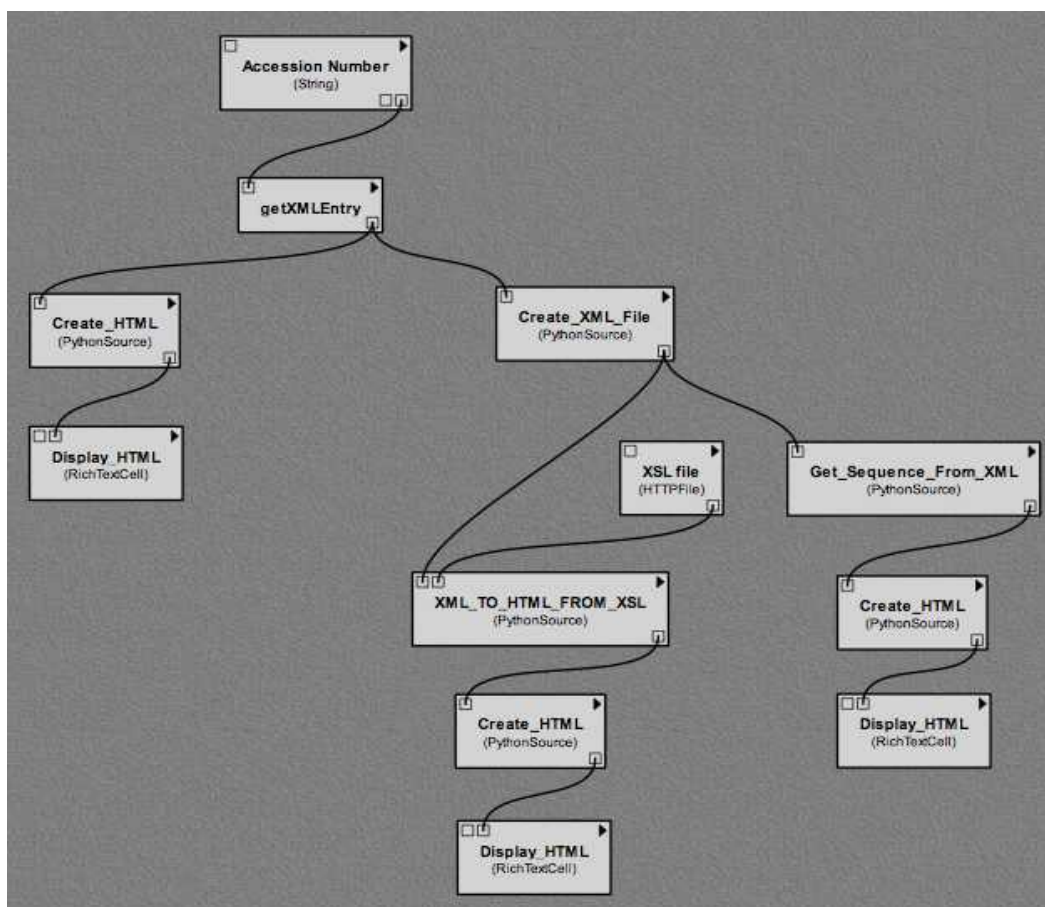 Accession Number
(String)
getXMLEntry
Create_HTML
(PythonSource)
Create_XML_File
(PythonSource)
Display_HTML
(RichTextCell)
XSL file
(HTTPFile)
Get_Sequence_From_XML
(PythonSource)
XML_TO_HTML_FROM_XSL
(PythonSource)
Create_HTML
(PythonSource)
Create_HTML
(PythonSource)
Display_HTML
(RichTextCell)
Display_HTML
(RichTextCell)